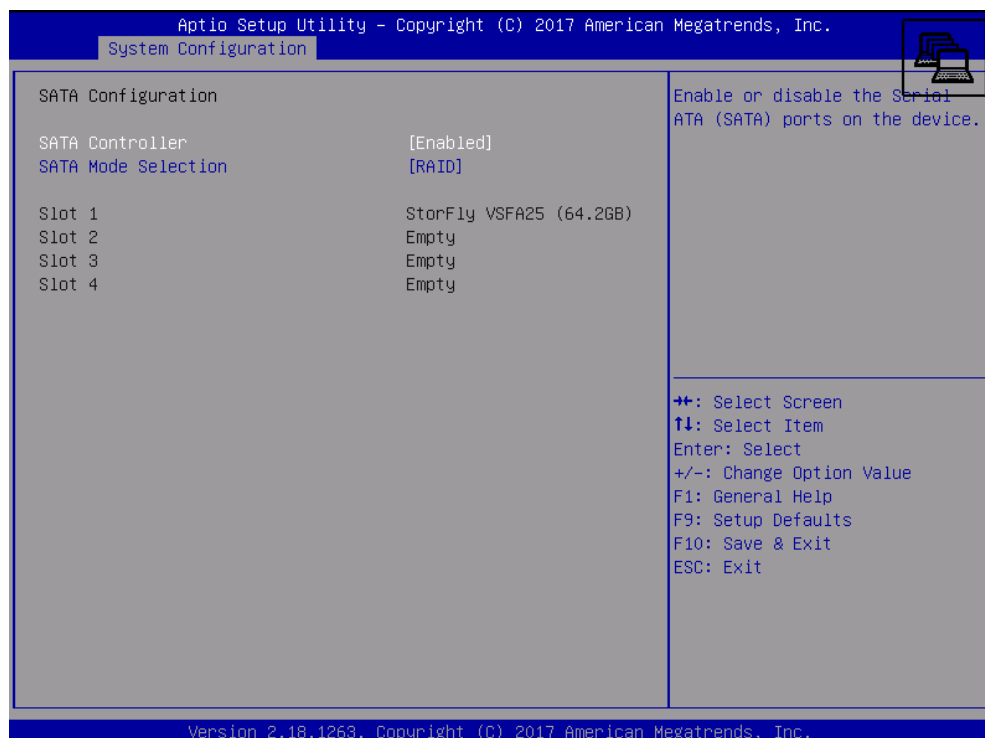 Aptio Setup Utility – Copyright (C) 2017 American Megatrends, Inc.
System Configuration
SATA Configuration
SATA Controller [Enabled]
SATA Mode Selection [RAID]
Slot 1 StorFly VSFA25 (64.2GB)
Slot 2 Empty
Slot 3 Empty
Slot 4 Empty
Enable or disable the Serial
ATA (SATA) ports on the device.
→←: Select Screen
↑↓: Select Item
Enter: Select
+/-: Change Option Value
F1: General Help
F9: Setup Defaults
F10: Save & Exit
ESC: Exit
Version 2.18.1263. Copyright (C) 2017 American Megatrends, Inc.